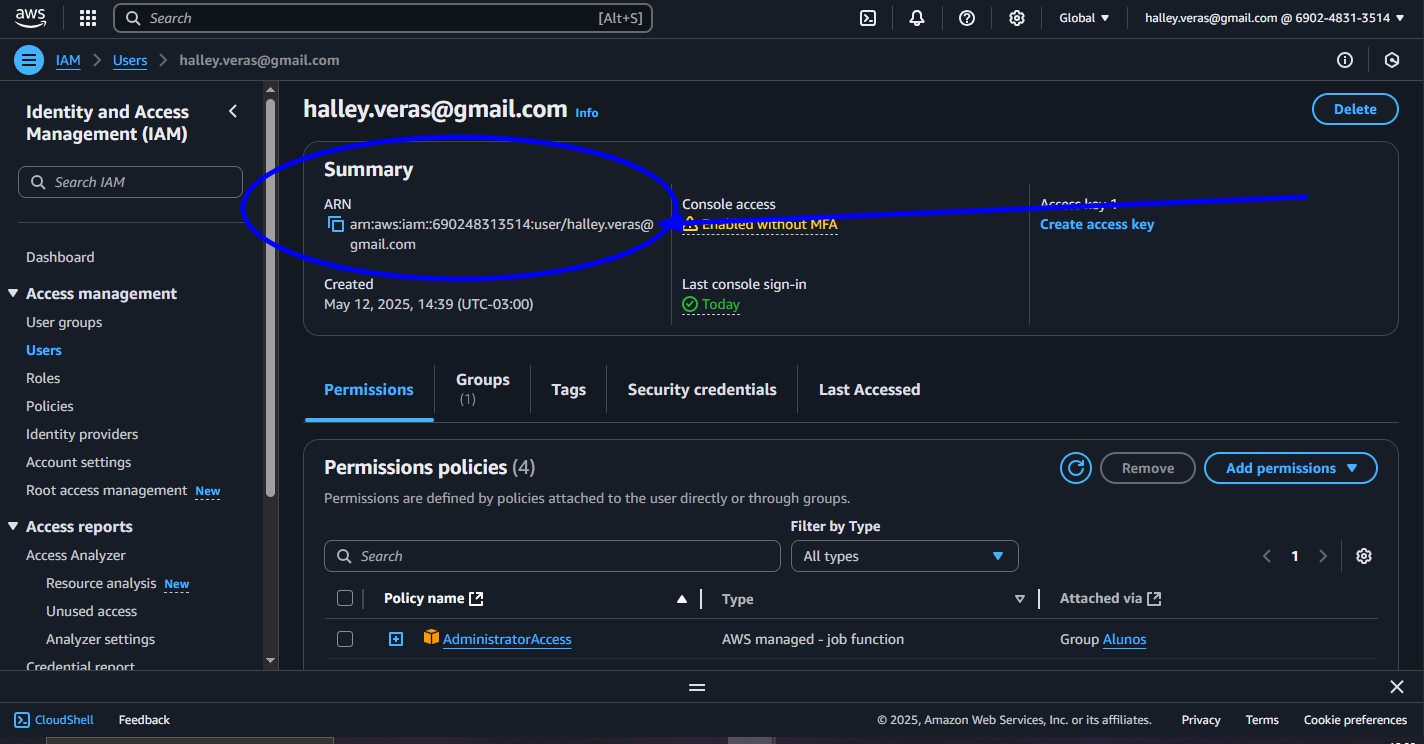 aws
Search
[Alt+S]
Global
halley.veras@gmail.com @ 6902-4831-3514
IAM
Users
halley.veras@gmail.com
Identity and Access
Management (IAM)
Search IAM
Dashboard
Access management
User groups
Users
Roles
Policies
Identity providers
Account settings
Root access management New
Access reports
Access Analyzer
Resource analysis New
Unused access
Analyzer settings
Credential report
halley.veras@gmail.com Info
Delete
Summary
ARN
arn:aws:iam::690248313514:user/halley.veras@
gmail.com
Created
May 12, 2025, 14:39 (UTC-03:00)
Console access
Enabled without MFA
Last console sign-in
Today
Access key 1
Create access key
Permissions
Groups
(1)
Tags
Security credentials
Last Accessed
Permissions policies (4)
Remove
Add permissions
Permissions are defined by policies attached to the user directly or through groups.
Filter by Type
Search
All types
1
Policy name
Type
Attached via
AdministratorAccess
AWS managed - job function
Group Alunos
CloudShell
Feedback
© 2025, Amazon Web Services, Inc. or its affiliates.
Privacy
Terms
Cookie preferences